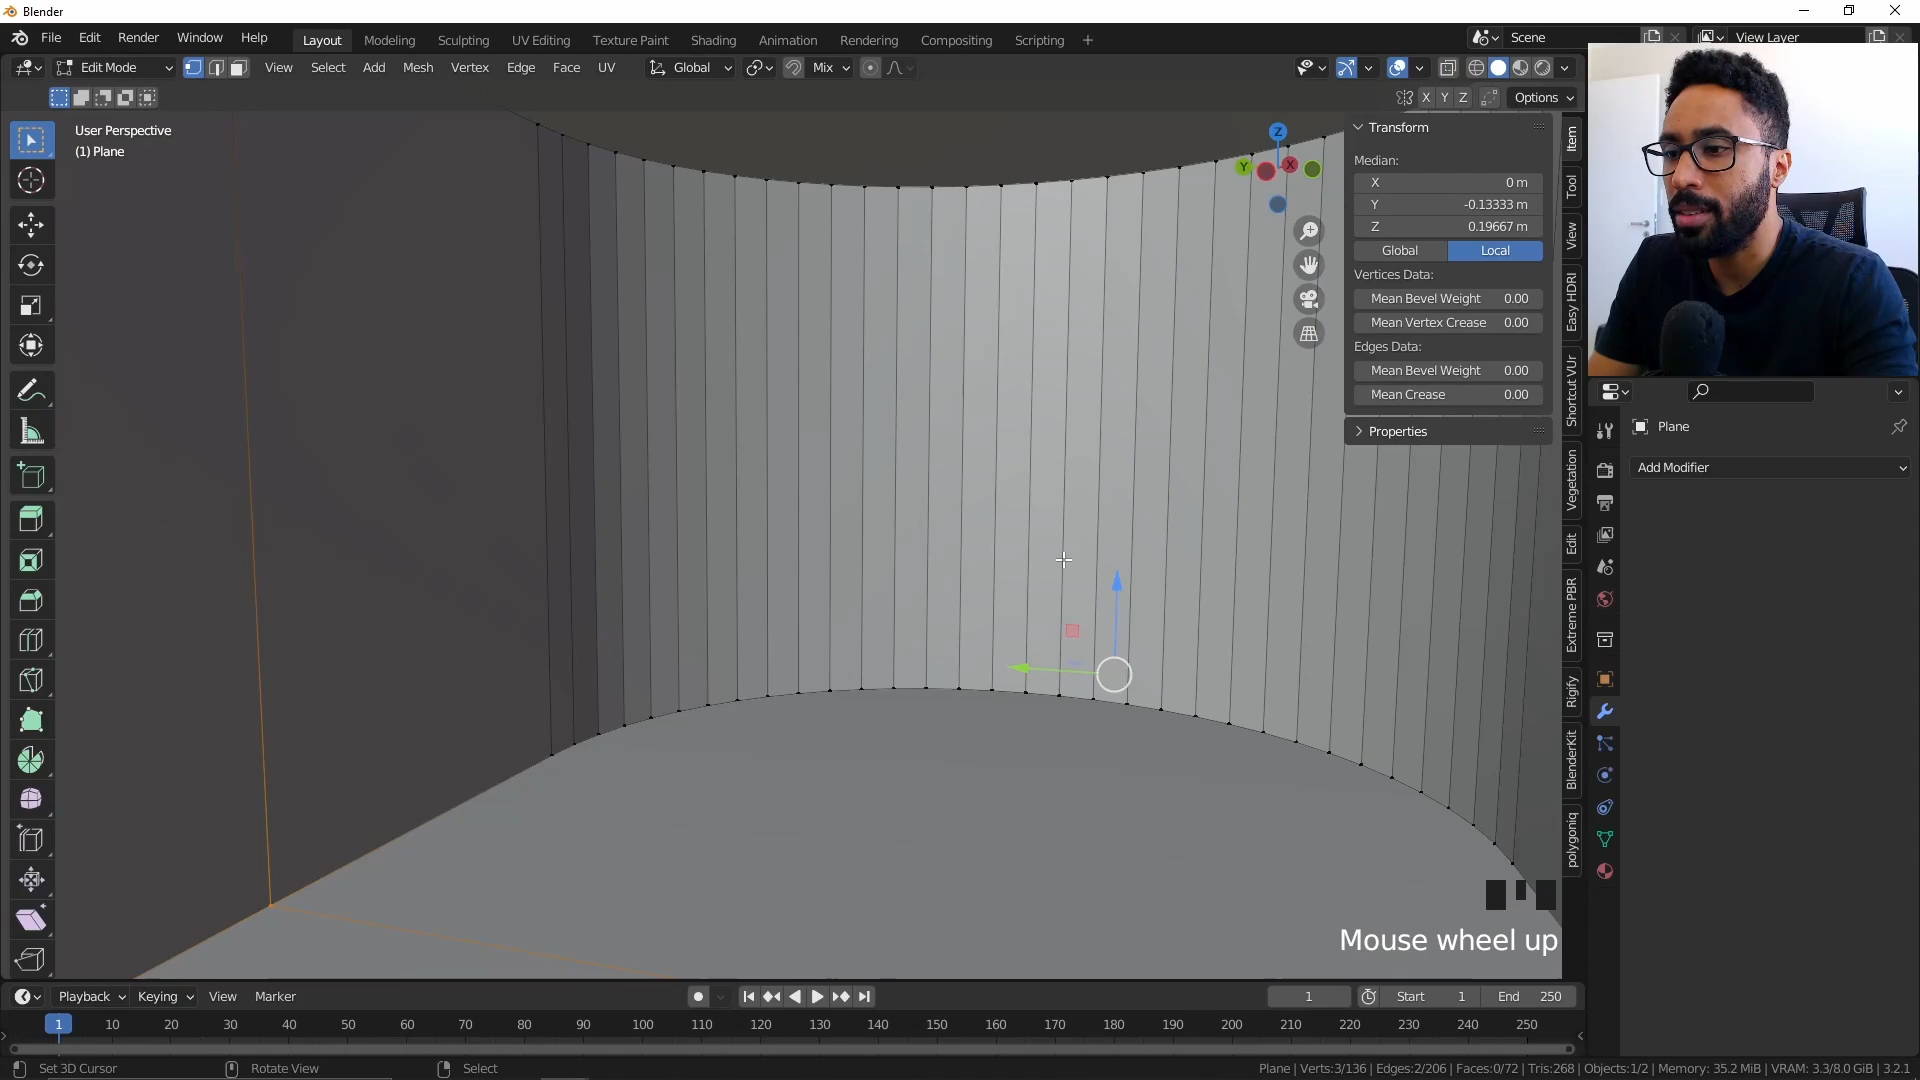 Blender
File Edit Render Window Help Layout Modeling Sculpting UV Editing Texture Paint Shading Animation Rendering Compositing Scripting + Scene View Layer
Edit Mode View Select Add Mesh Vertex Edge Face UV Global Mix
X Y Z Options
User Perspective
(1) Plane
Z
Y
X
Transform
Median:
X 0 m
Y -0.13333 m
Z 0.19667 m
Global Local
Vertices Data:
Mean Bevel Weight 0.00
Mean Vertex Crease 0.00
Edges Data:
Mean Bevel Weight 0.00
Mean Crease 0.00
Properties
Item
Tool
View
Easy HDRI
Shortcut VUr
Vegetation
Edit
Extreme PBR
Rigify
BlenderKit
polygoniq
Plane
Add Modifier
Mouse wheel up
Playback Keying View Marker 1 Start 1 End 250
1 10 20 30 40 50 60 70 80 90 100 110 120 130 140 150 160 170 180 190 200 210 220 230 240 250
Set 3D Cursor Rotate View Select Plane | Verts:3/136 | Edges:2/206 | Faces:0/72 | Tris:268 | Objects:1/2 | Memory: 35.2 MiB | VRAM: 3.3/8.0 GiB | 3.2.1